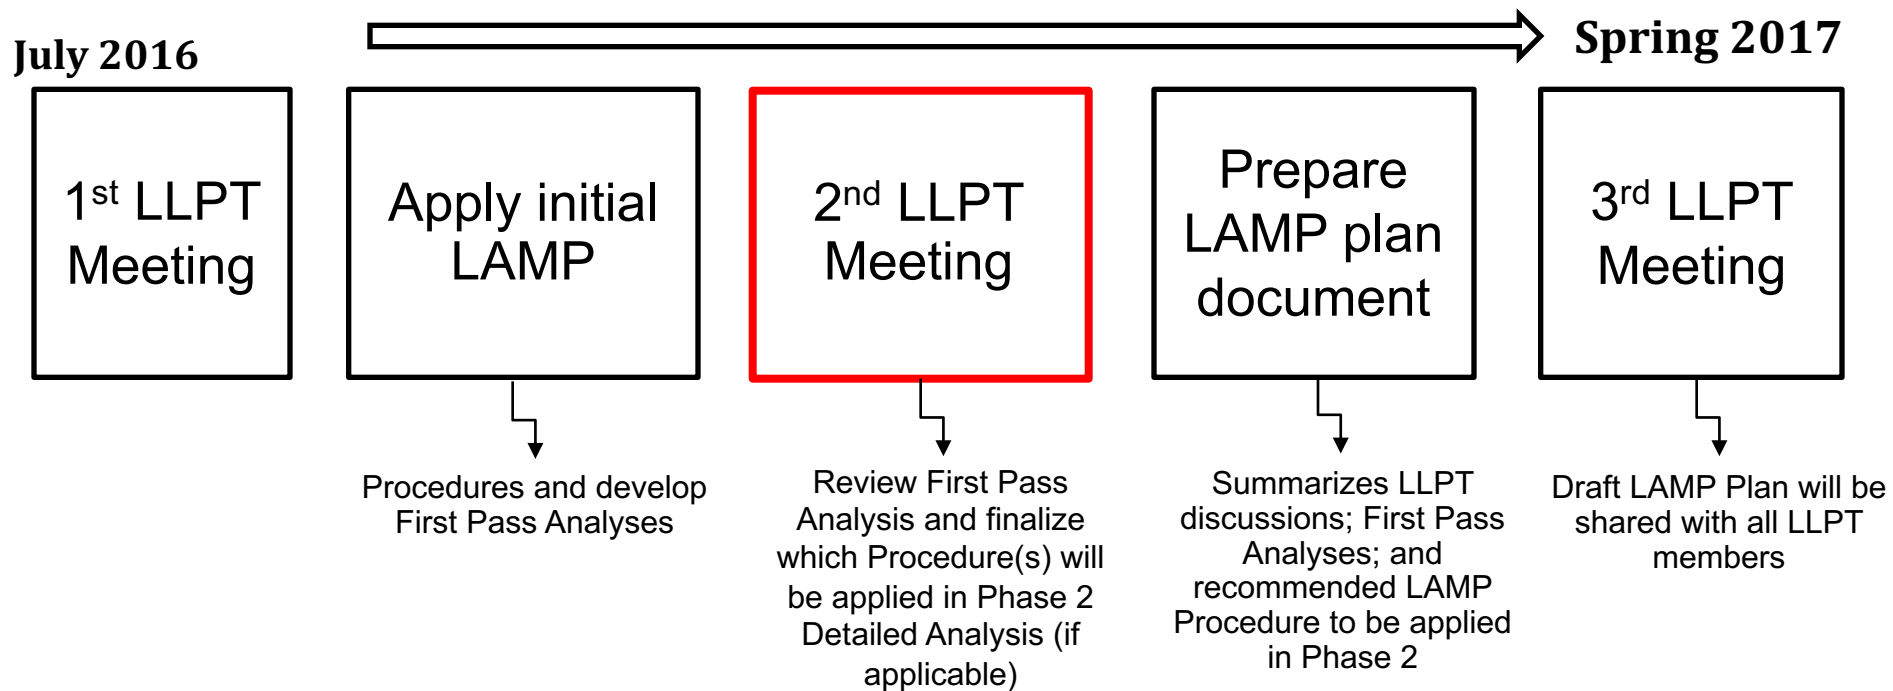 July 2016
Spring 2017
1st LLPT
Meeting
Apply initial
LAMP
2nd LLPT
Meeting
Prepare
LAMP plan
document
3rd LLPT
Meeting
Procedures and develop
First Pass Analyses
Review First Pass
Analysis and finalize
which Procedure(s) will
be applied in Phase 2
Detailed Analysis (if
applicable)
Summarizes LLPT
discussions; First Pass
Analyses; and
recommended LAMP
Procedure to be applied
in Phase 2
Draft LAMP Plan will be
shared with all LLPT
members